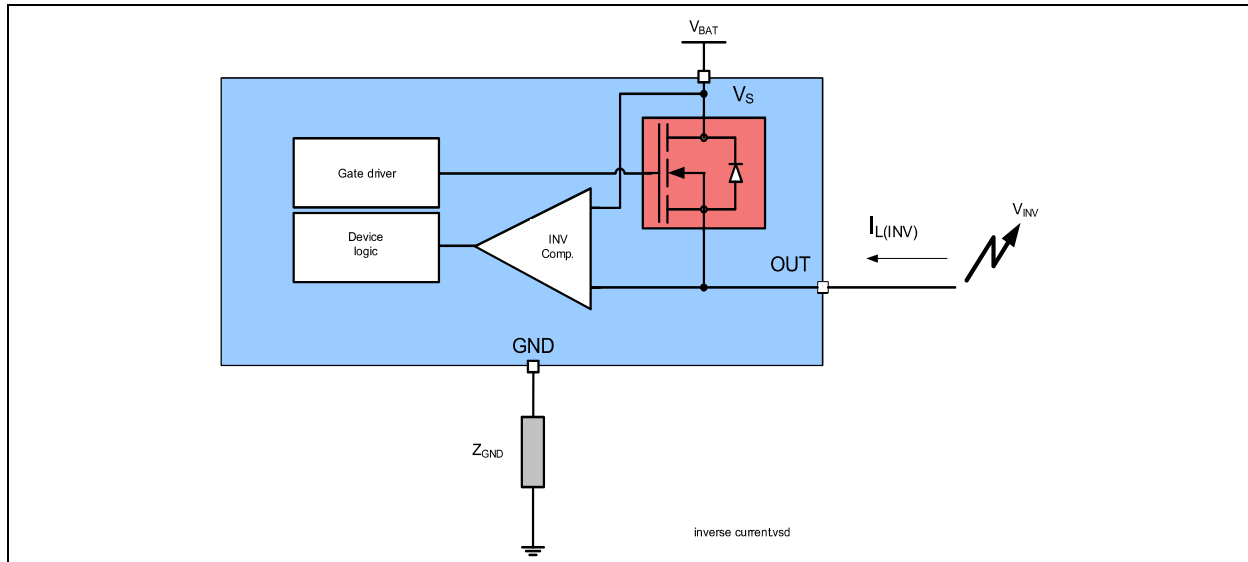 VBAT
VS
Gate driver
Device
logic
INV
Comp.
IL(INV)
VINV
OUT
GND
ZGND
inverse current.vsd